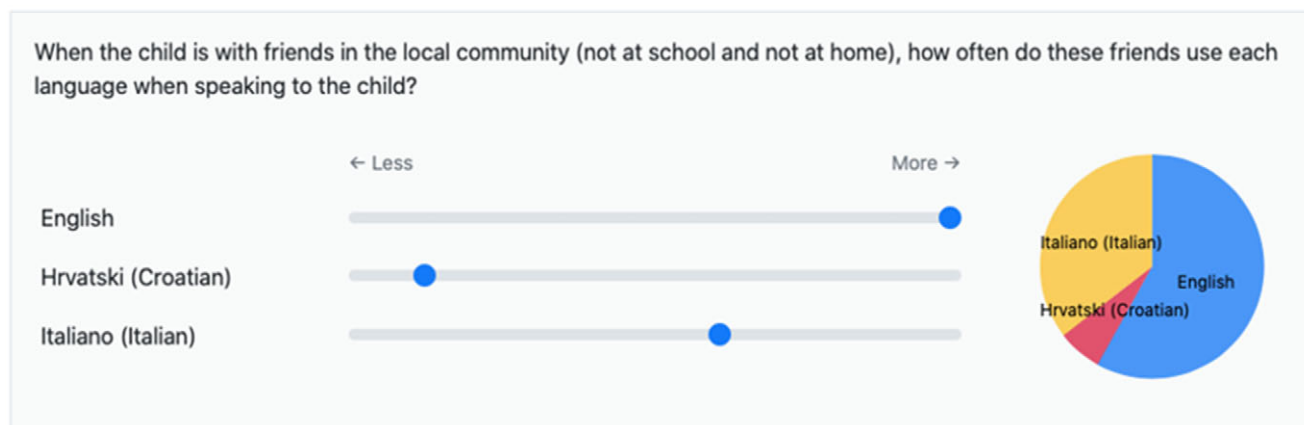 When the child is with friends in the local community (not at school and not at home), how often do these friends use each
language when speaking to the child?
← Less
More →
English
Hrvatski (Croatian)
Italiano (Italian)
Italiano (Italian)
English
Hrvatski (Croatian)